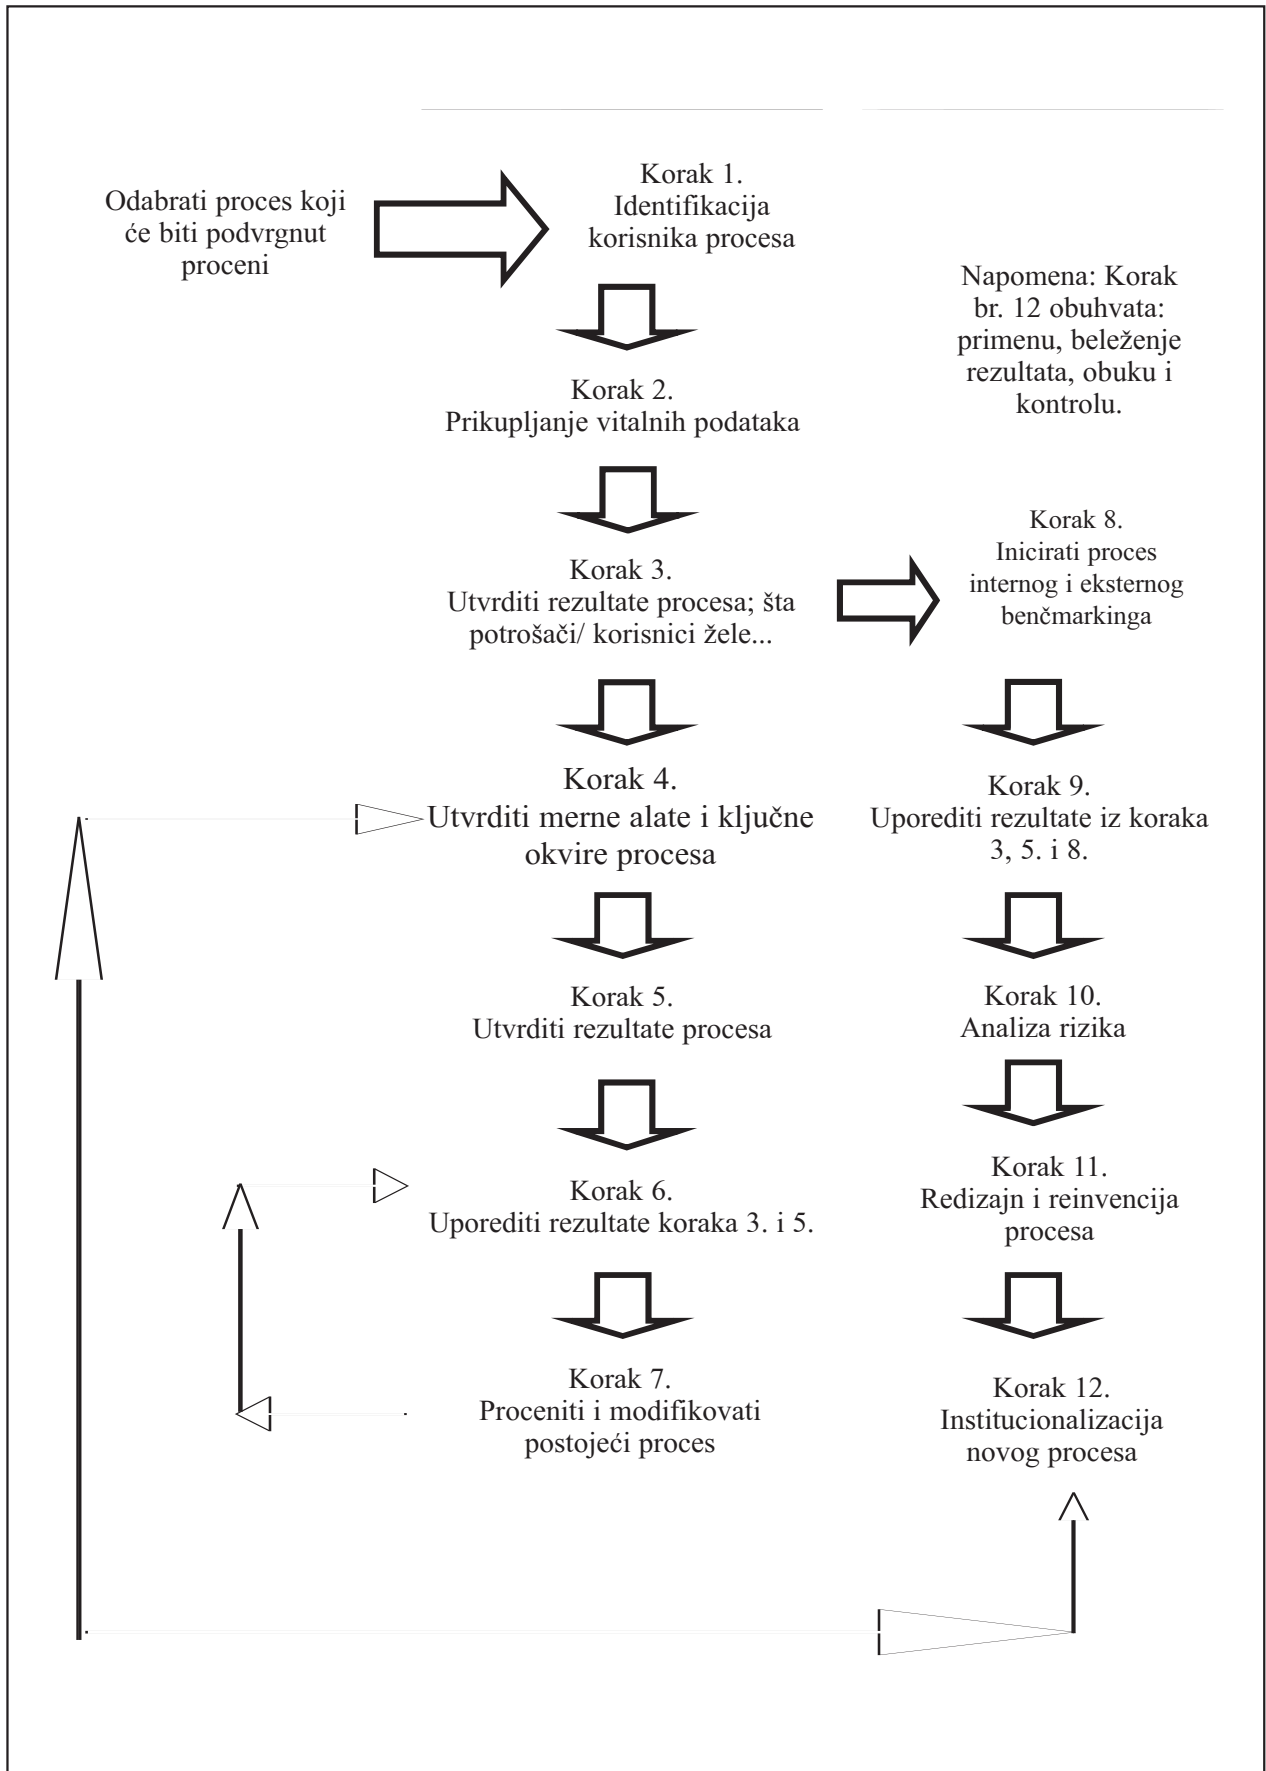 Odabrati proces koji
će biti podvrgnut
proceni
Korak 1.
Identifikacija
korisnika procesa
Napomena: Korak
br. 12 obuhvata:
primenu, beleženje
rezultata, obuku i
kontrolu.
Korak 2.
Prikupljanje vitalnih podataka
Korak 3.
Utvrditi rezultate procesa; šta
potrošači/ korisnici žele...
Korak 8.
Inicirati proces
internog i eksternog
benčmarkinga
Korak 4.
Utvrditi merne alate i ključne
okvire procesa
Korak 9.
Uporediti rezultate iz koraka
3, 5. i 8.
Korak 5.
Utvrditi rezultate procesa
Korak 10.
Analiza rizika
Korak 6.
Uporediti rezultate koraka 3. i 5.
Korak 11.
Redizajn i reinvencija
procesa
Korak 7.
Proceniti i modifikovati
postojeći proces
Korak 12.
Institucionalizacija
novog procesa